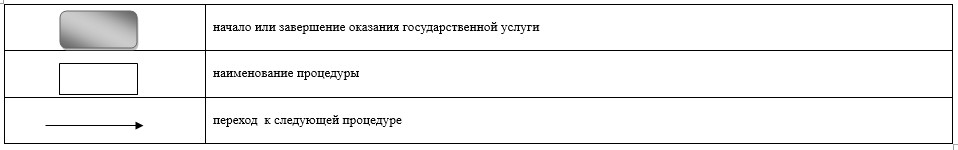 начало или завершение оказания государственной услуги
наименование процедуры
переход к следующей процедуре